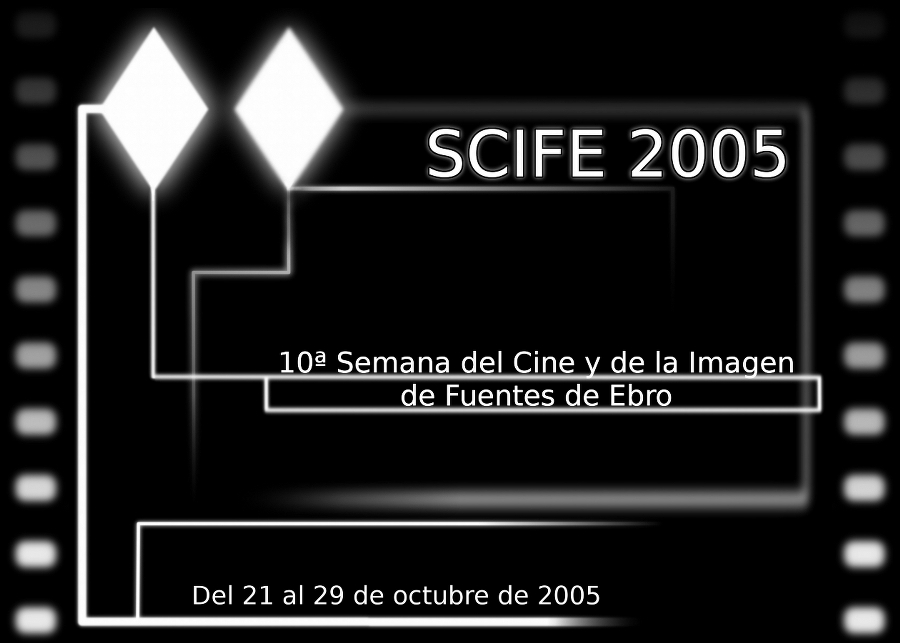 SCIFE 2005
10ª Semana del Cine y de la Imagen
de Fuentes de Ebro
Del 21 al 29 de octubre de 2005